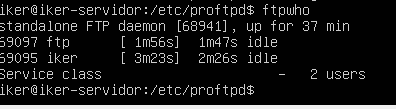 iker@iker-servidor:/etc/proftpd$ ftpwho
standalone FTP daemon [68941], up for 37 min
69097 ftp      [ 1m56s]  1m47s idle
69095 iker     [ 3m23s]  2m26s idle
Service class                      -   2 users
iker@iker-servidor:/etc/proftpd$